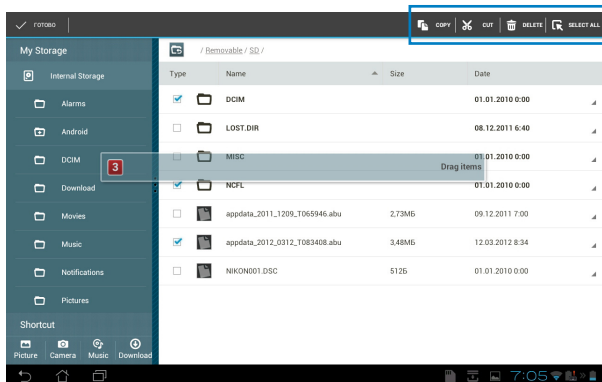 ГОТОВО COPY CUT DELETE SELECT ALL
My Storage / Removable / SD /
Internal Storage Type Name Size Date
Alarms DCIM 01.01.2010 0:00
Android LOST.DIR 08.12.2011 6:40
DCIM MISC 01.01.2010 0:00
3 Drag items
Download NCFL 01.01.2010 0:00
Movies appdata_2011_1209_T065946.abu 2,73МБ 09.12.2011 7:00
Music appdata_2012_0312_T083408.abu 3,48МБ 12.03.2012 8:34
Notifications NIKON001.DSC 512Б 01.01.2010 0:00
Pictures
Shortcut
Picture Camera Music Download
7:05